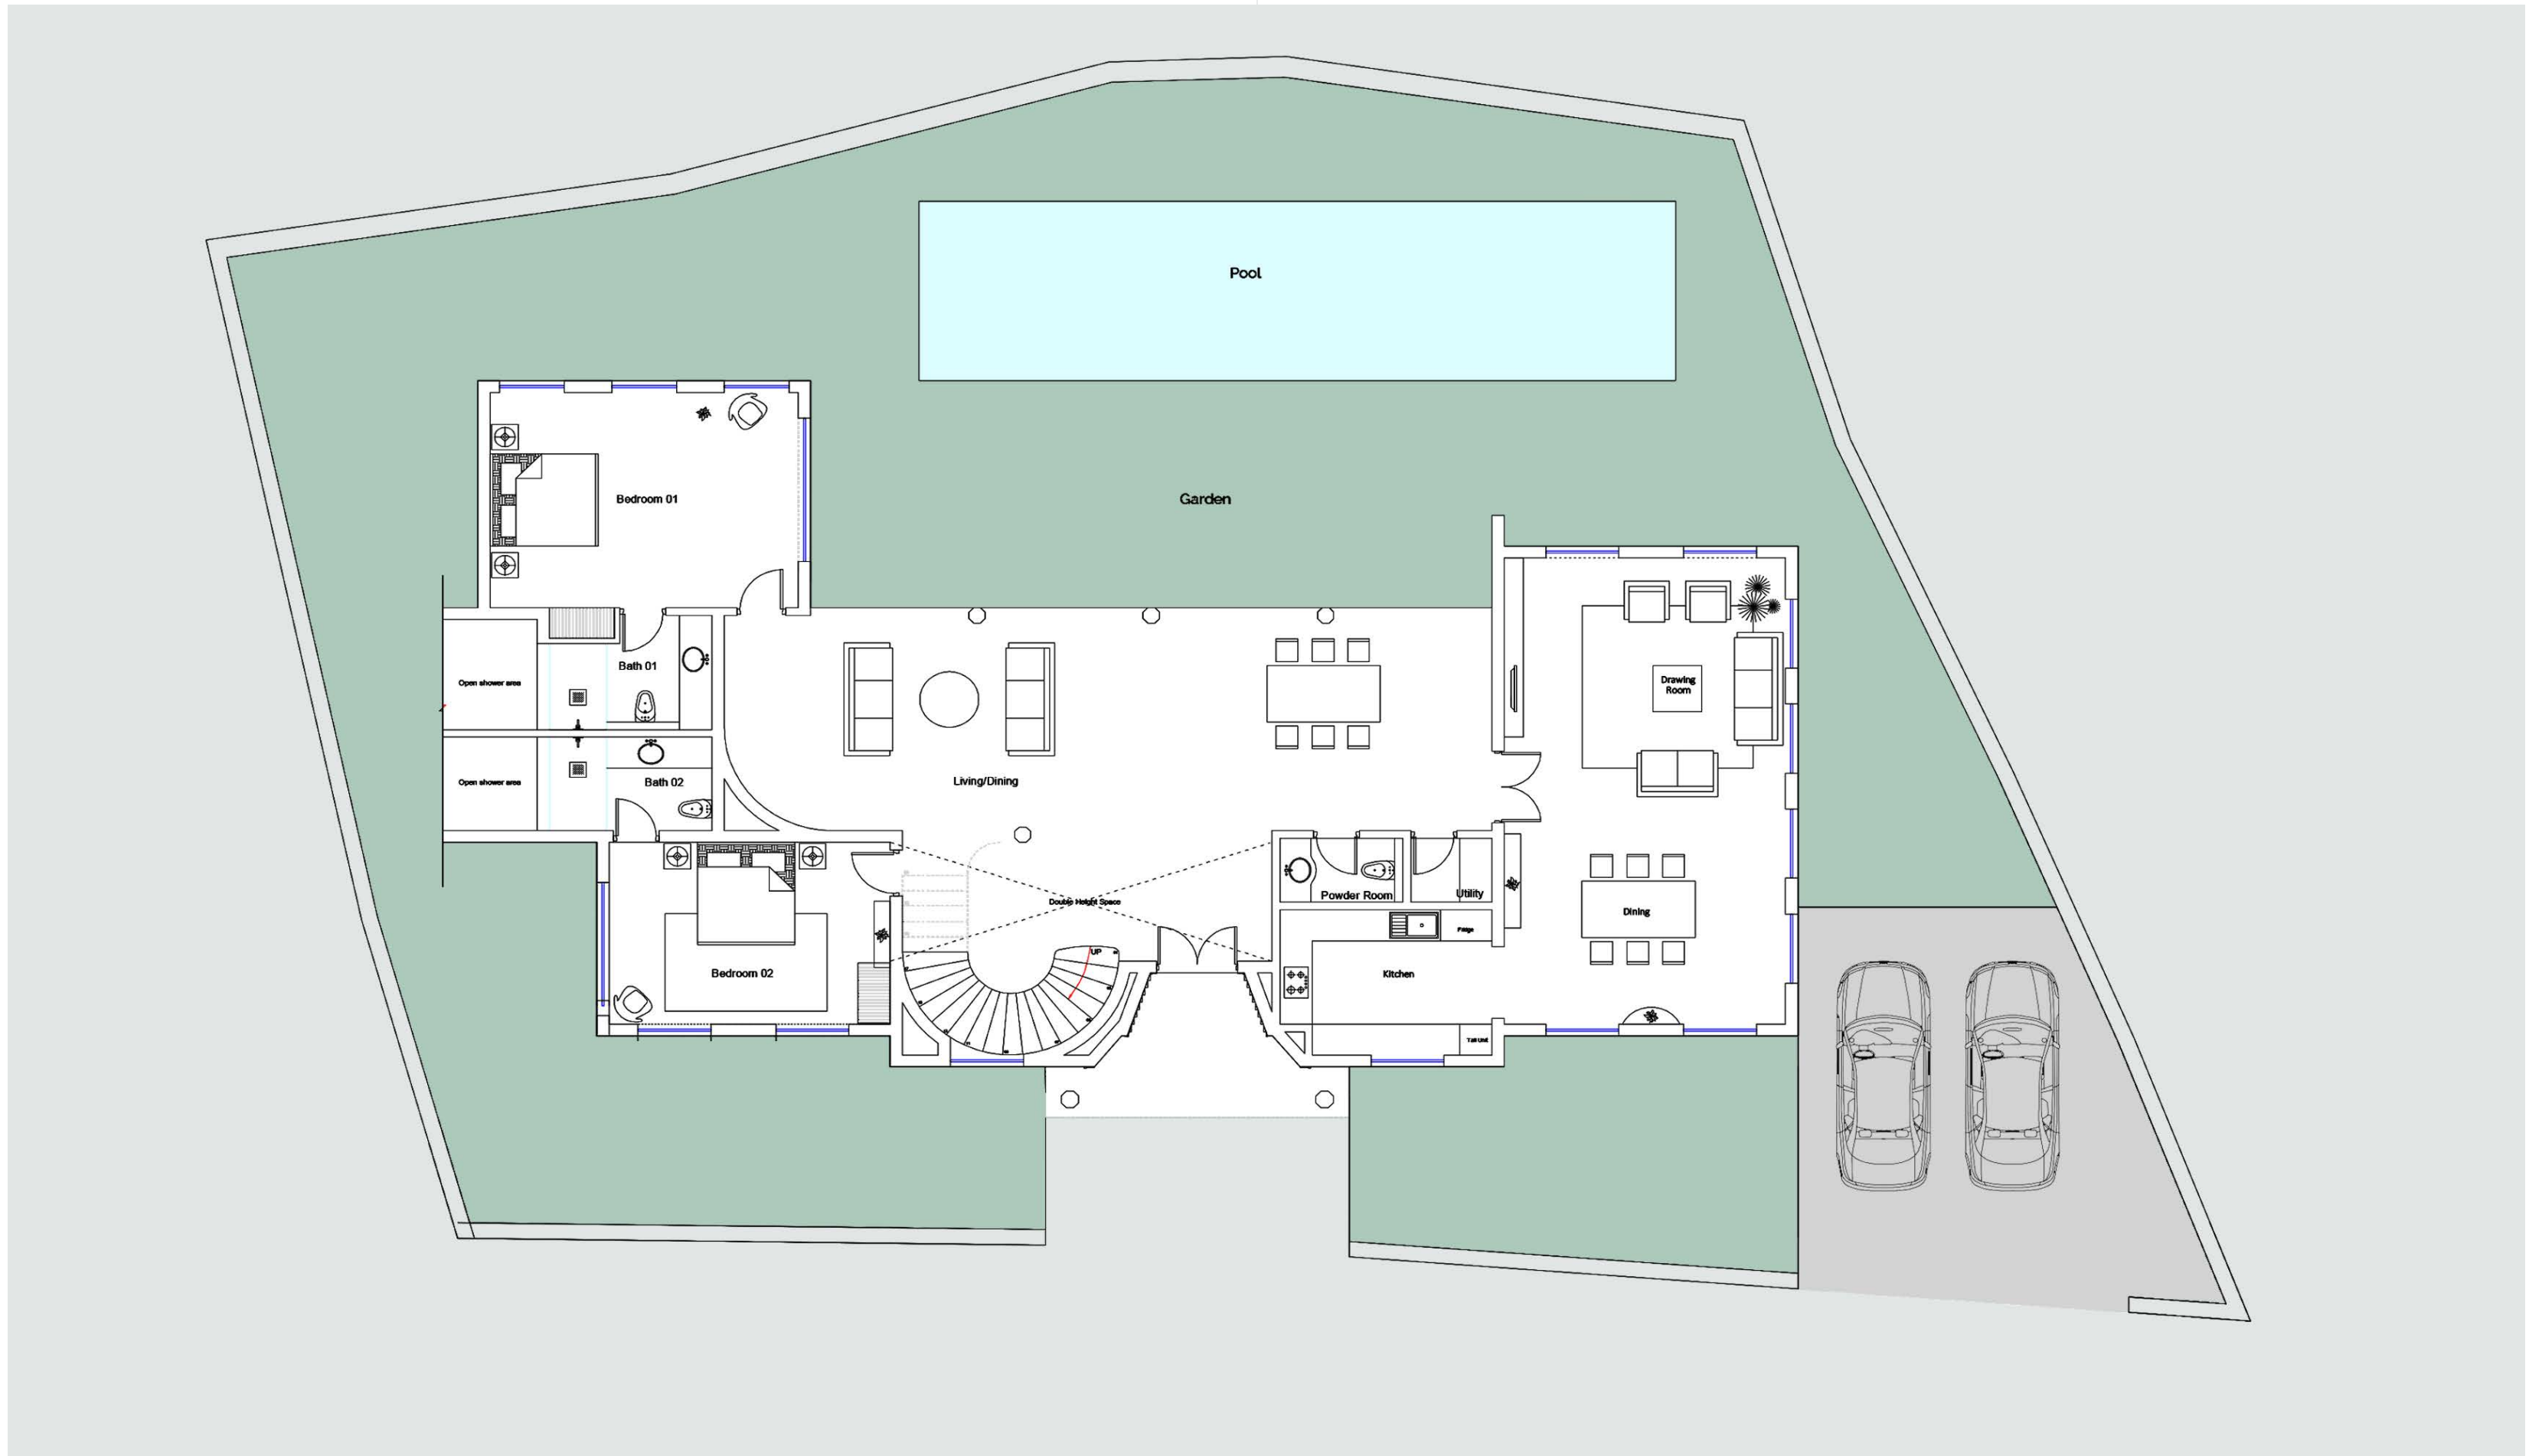 Pool
Bedroom 01
Garden
Bath 01
Open shower area
Drawing
Room
Open shower area
Bath 02
Living/Dining
Powder Room
Utility
Double Height Space
Dining
Fridge
UP
Bedroom 02
Kitchen
Tall Unit